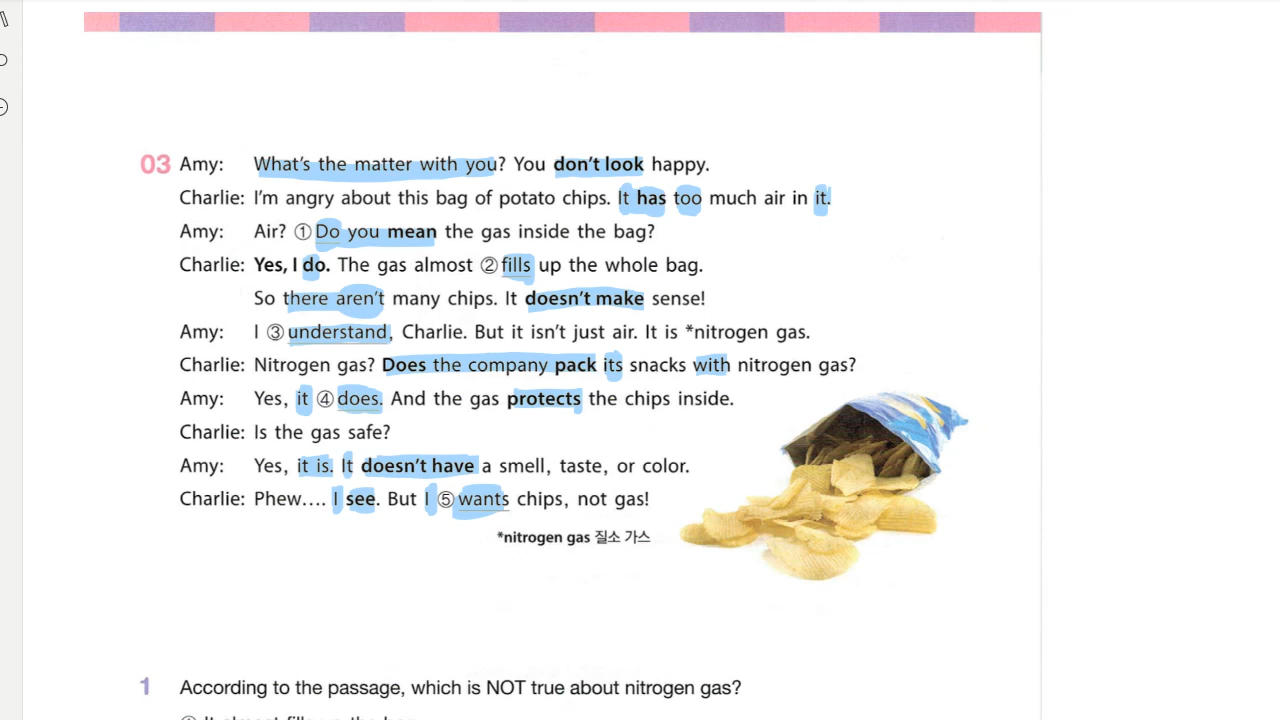 03 Amy: What's the matter with you? You don't look happy.
Charlie: I'm angry about this bag of potato chips. It has too much air in it.
Amy: Air? ① Do you mean the gas inside the bag?
Charlie: Yes, I do. The gas almost ② fills up the whole bag.
So there aren't many chips. It doesn't make sense!
Amy: I ③ understand, Charlie. But it isn't just air. It is *nitrogen gas.
Charlie: Nitrogen gas? Does the company pack its snacks with nitrogen gas?
Amy: Yes, it ④ does. And the gas protects the chips inside.
Charlie: Is the gas safe?
Amy: Yes, it is. It doesn't have a smell, taste, or color.
Charlie: Phew.... I see. But I ⑤ wants chips, not gas!
*nitrogen gas 질소 가스
1 According to the passage, which is NOT true about nitrogen gas?
① It almost fills up the bag.